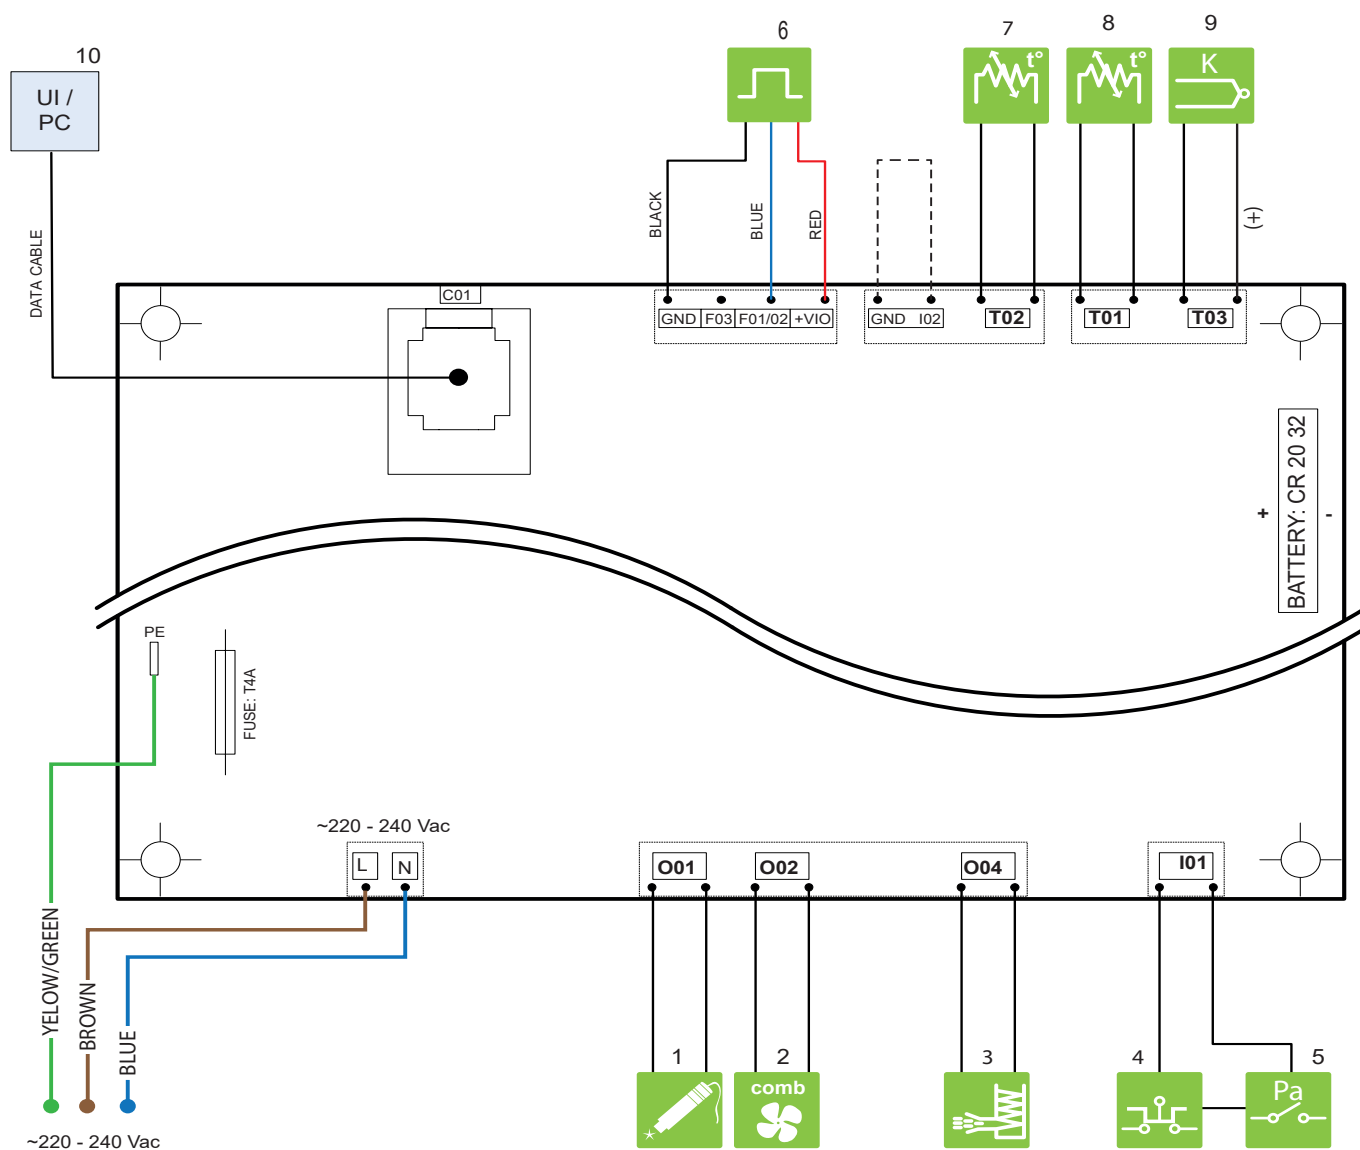 6
7
8
9
10
t°
t°
K
UI /
PC
BLACK
BLUE
RED
(+)
DATA CABLE
C01
GND F03 F01/02 +VIO
GND I02
T02
T01
T03
BATTERY: CR 20 32
+
-
PE
FUSE: T4A
~220 - 240 Vac
L
N
O01
O02
O04
I01
YELOW/GREEN
BROWN
BLUE
1
2
3
4
5
comb
Pa
~220 - 240 Vac